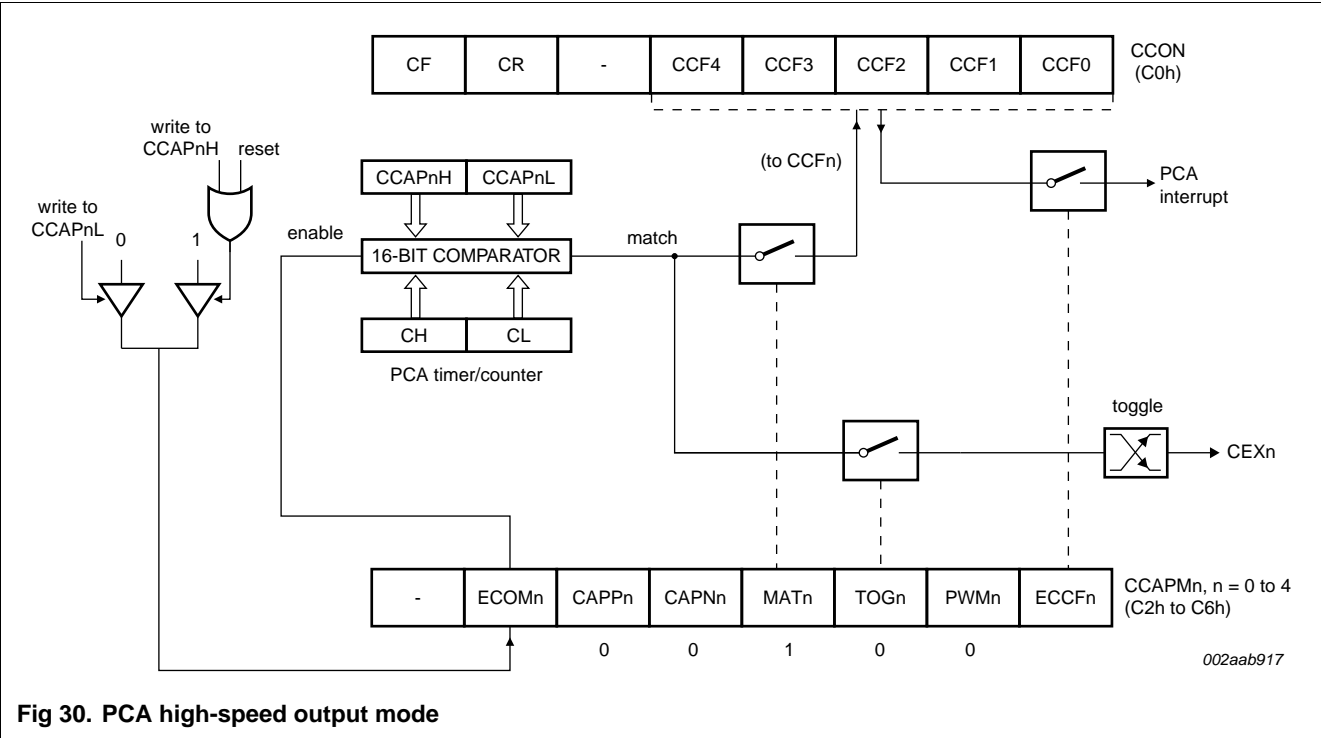 CF CR - CCF4 CCF3 CCF2 CCF1 CCF0
CCON
(C0h)
write to
CCAPnH
reset
(to CCFn)
PCA
interrupt
CCAPnH CCAPnL
write to
CCAPnL
0
1
enable
16-BIT COMPARATOR
match
CH CL
PCA timer/counter
toggle
CEXn
- ECOMn CAPPn CAPNn MATn TOGn PWMn ECCFn
CCAPMn, n = 0 to 4
(C2h to C6h)
0 0 1 0 0
002aab917
Fig 30. PCA high-speed output mode